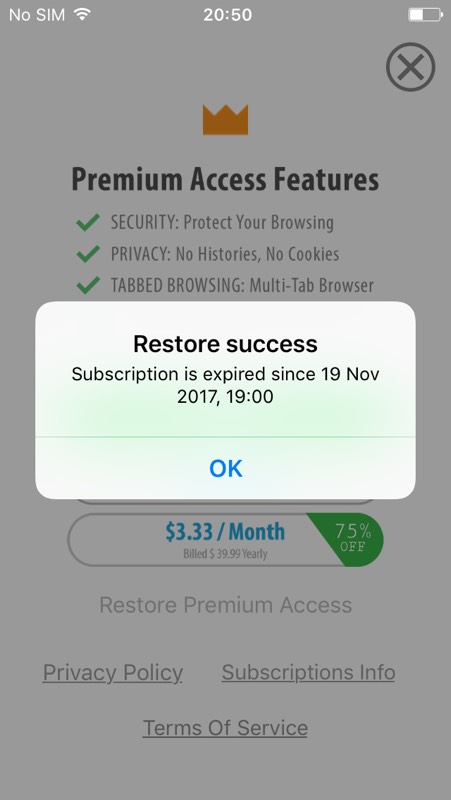 No SIM 20:50
Premium Access Features
SECURITY: Protect Your Browsing
PRIVACY: No Histories, No Cookies
TABBED BROWSING: Multi-Tab Browser
Restore success
Subscription is expired since 19 Nov
2017, 19:00
OK
$3.33 / Month
Billed $ 39.99 Yearly
75%
OFF
Restore Premium Access
Privacy Policy
Subscriptions Info
Terms Of Service